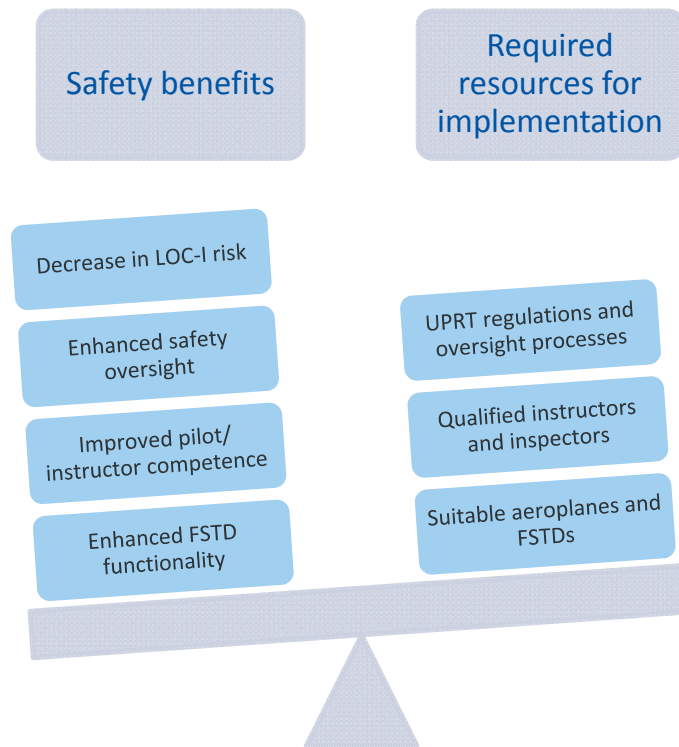 Safety benefits
Required
resources for
implementation
Decrease in LOC-I risk
Enhanced safety
oversight
Improved pilot/
instructor competence
Enhanced FSTD
functionality
UPRT regulations and
oversight processes
Qualified instructors
and inspectors
Suitable aeroplanes and
FSTDs